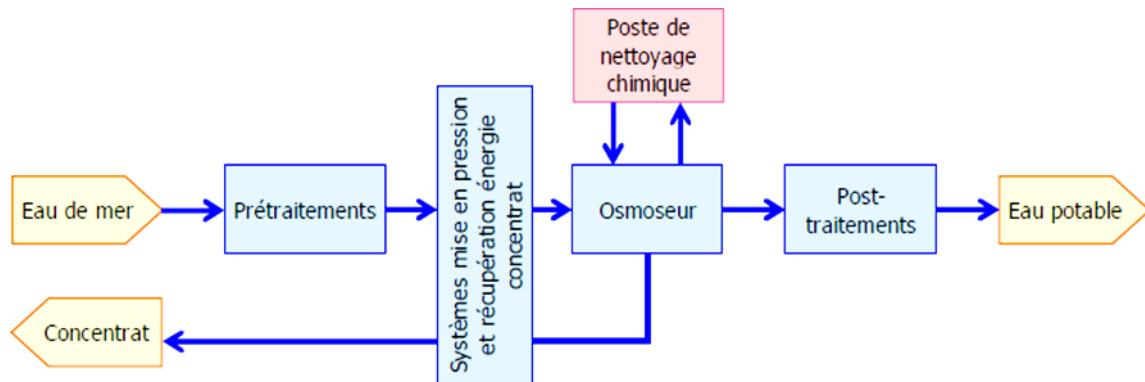 Poste de
nettoyage
chimique
Eau de mer
Prétraitements
Systèmes mise en pression
et récupération énergie
concentrat
Osmoseur
Post-
traitements
Eau potable
Concentrat